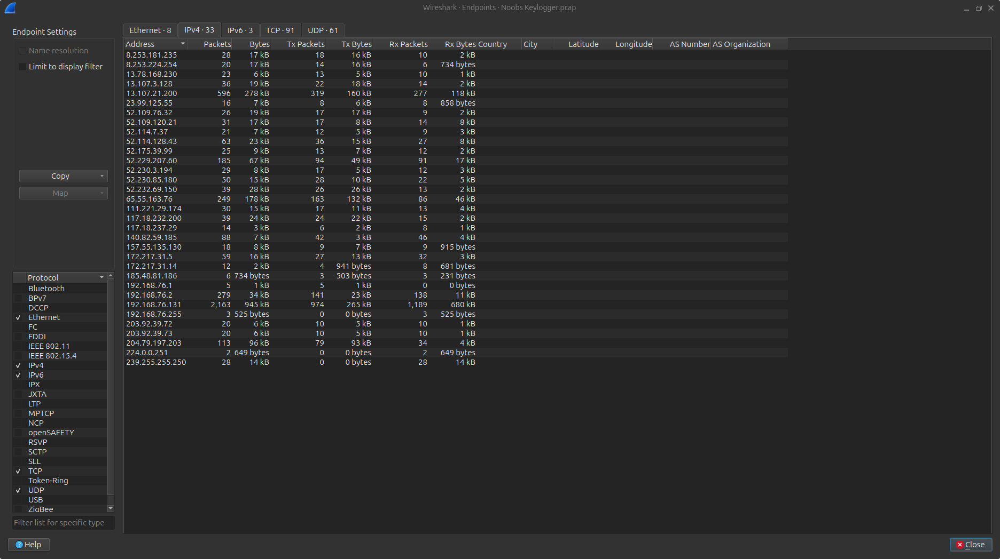 Wireshark · Endpoints · Noobs Keylogger.pcap
Endpoint Settings
Name resolution
Limit to display filter
Copy
Map
Protocol
Bluetooth
BPv7
DCCP
Ethernet
FC
FDDI
IEEE 802.11
IEEE 802.15.4
IPv4
IPv6
IPX
JXTA
LTP
MPTCP
NCP
openSAFETY
RSVP
SCTP
SLL
TCP
Token-Ring
UDP
USB
ZigBee
Filter list for specific type
Ethernet · 8 IPv4 · 33 IPv6 · 3 TCP · 91 UDP · 61
Address Packets Bytes Tx Packets Tx Bytes Rx Packets Rx Bytes Country City Latitude Longitude AS Number AS Organization
8.253.181.235 28 17 kB 18 16 kB 10 2 kB
8.253.224.254 20 17 kB 14 16 kB 6 734 bytes
13.78.168.230 23 6 kB 13 5 kB 10 1 kB
13.107.3.128 36 19 kB 22 18 kB 14 2 kB
13.107.21.200 596 278 kB 319 160 kB 277 118 kB
23.99.125.55 16 7 kB 8 6 kB 8 858 bytes
52.109.76.32 26 19 kB 17 17 kB 9 2 kB
52.109.120.21 31 17 kB 17 8 kB 14 8 kB
52.114.7.37 21 7 kB 12 5 kB 9 3 kB
52.114.128.43 63 23 kB 36 15 kB 27 8 kB
52.175.39.99 25 9 kB 13 7 kB 12 2 kB
52.229.207.60 185 67 kB 94 49 kB 91 17 kB
52.230.3.194 29 8 kB 17 5 kB 12 3 kB
52.230.85.180 50 15 kB 28 10 kB 22 5 kB
52.232.69.150 39 28 kB 26 26 kB 13 2 kB
65.55.163.76 249 178 kB 163 132 kB 86 46 kB
111.221.29.174 30 15 kB 17 11 kB 13 4 kB
117.18.232.200 39 24 kB 24 22 kB 15 2 kB
117.18.237.29 14 3 kB 6 2 kB 8 1 kB
140.82.59.185 88 7 kB 42 3 kB 46 4 kB
157.55.135.130 18 8 kB 9 7 kB 9 915 bytes
172.217.31.5 59 16 kB 27 13 kB 32 3 kB
172.217.31.14 12 2 kB 4 941 bytes 8 681 bytes
185.48.81.186 6 734 bytes 3 503 bytes 3 231 bytes
192.168.76.1 5 1 kB 5 1 kB 0 0 bytes
192.168.76.2 279 34 kB 141 23 kB 138 11 kB
192.168.76.131 2,163 945 kB 974 265 kB 1,189 680 kB
192.168.76.255 3 525 bytes 0 0 bytes 3 525 bytes
203.92.39.72 20 6 kB 10 5 kB 10 1 kB
203.92.39.73 20 6 kB 10 5 kB 10 1 kB
204.79.197.203 113 96 kB 79 93 kB 34 4 kB
224.0.0.251 2 649 bytes 0 0 bytes 2 649 bytes
239.255.255.250 28 14 kB 0 0 bytes 28 14 kB
Help
Close